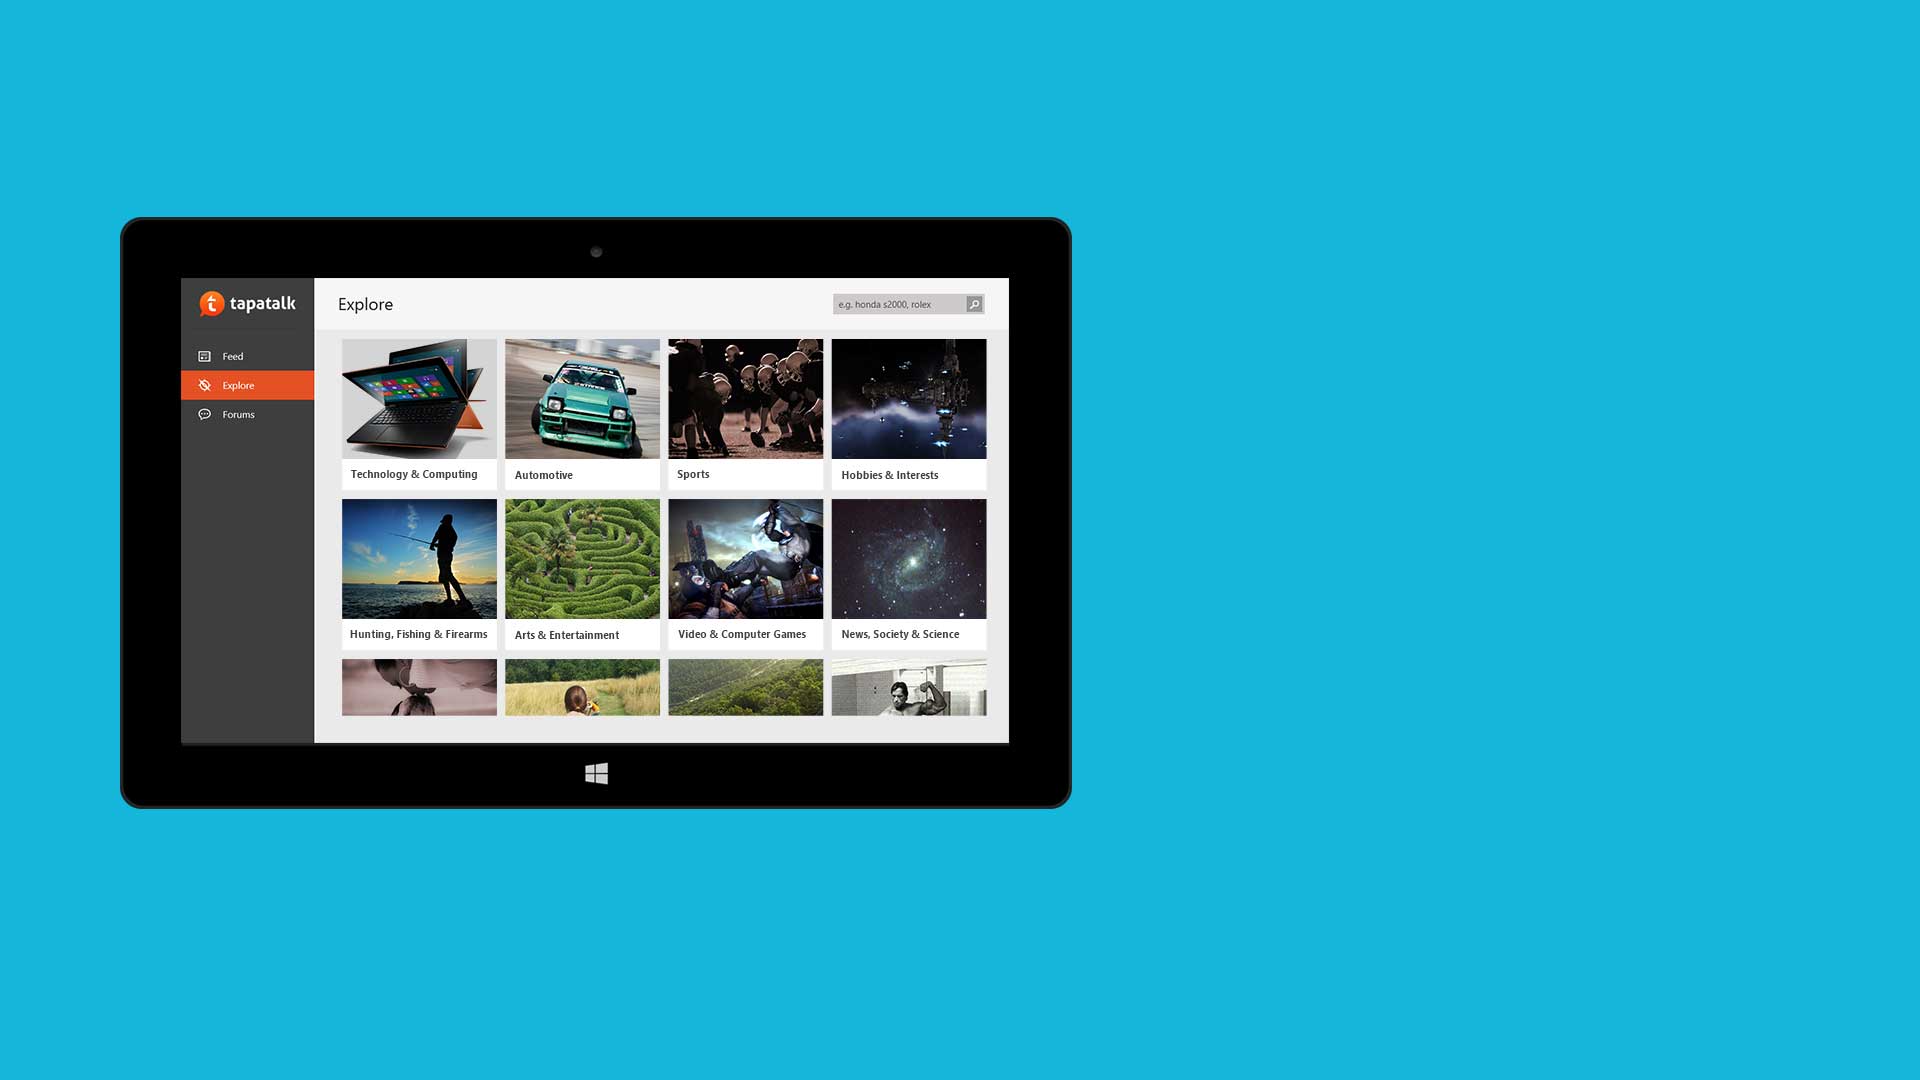 tapatalk
Explore
e.g. honda s2000, rolex
Feed
Explore
Forums
Technology & Computing
Automotive
Sports
Hobbies & Interests
Hunting, Fishing & Firearms
Arts & Entertainment
Video & Computer Games
News, Society & Science